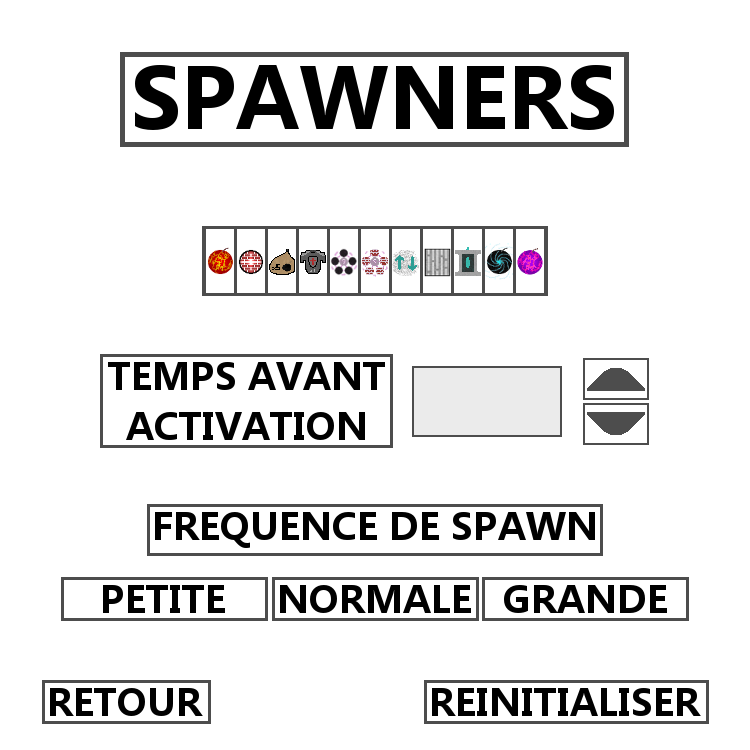 SPAWNERS
TEMPS AVANT
ACTIVATION
FREQUENCE DE SPAWN
PETITE
NORMALE
GRANDE
RETOUR
REINITIALISER